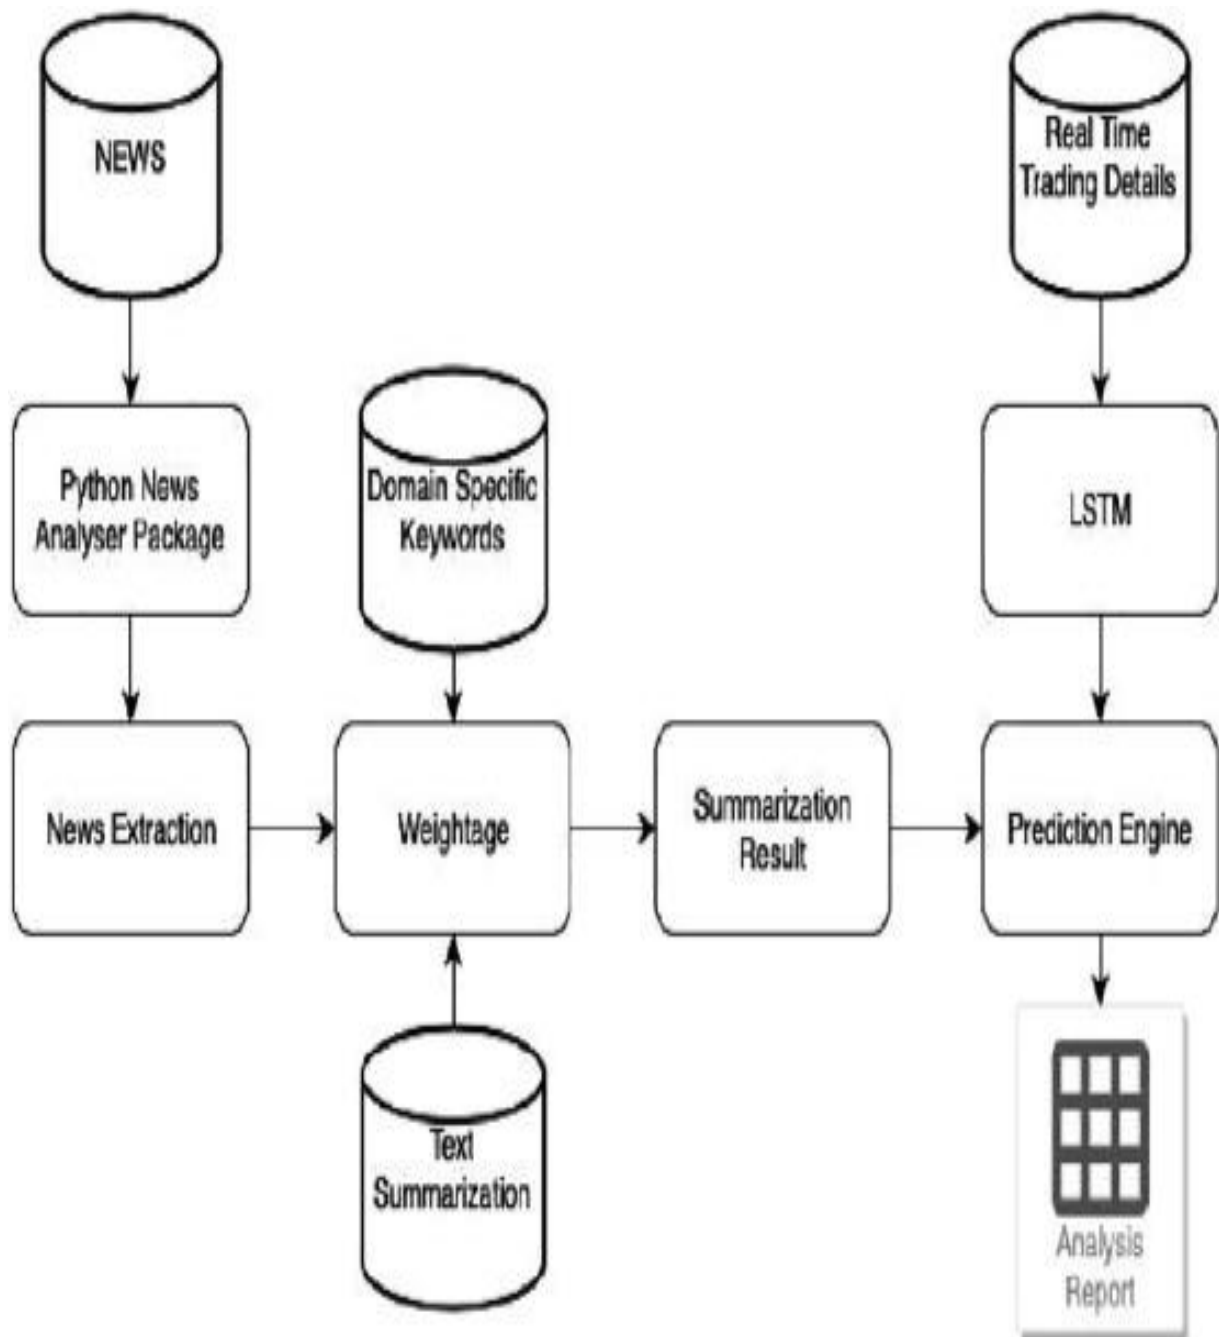 NEWS
Real Time
Trading Details
Python News
Analyser Package
Domain Specific
Keywords
LSTM
News Extraction
Weightage
Summarization
Result
Prediction Engine
Text
Summarization
Analysis
Report